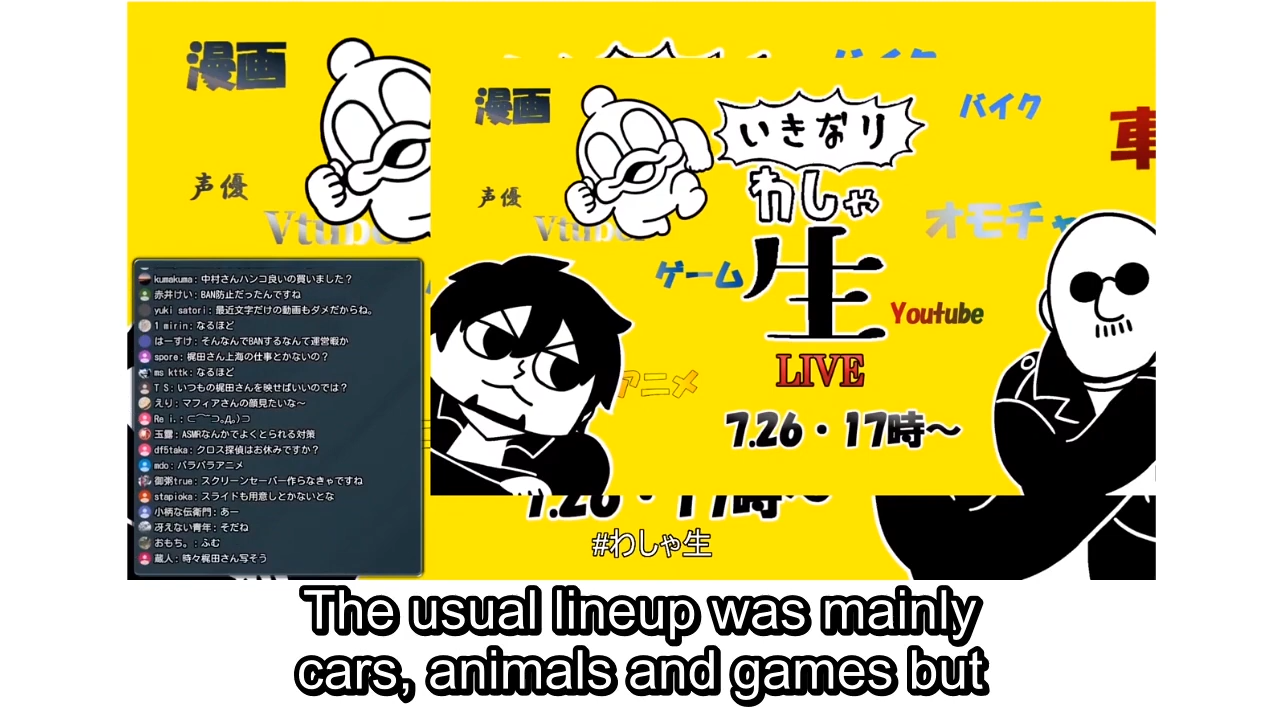 漫画
声優
Vtuber
漫画
声優
Vtuber
いきなり
わしゃ
生
LIVE
バイク
車
オモチャ
ゲーム
Youtube
アニメ
7.26・17時～
7.26・17時～
#わしゃ生
kumakuma：中村さんハンコ良いの買いました？
赤井けい：BAN防止だったんですね
yuki satori：最近文字だけの動画もダメだからね。
1 mirin：なるほど
はーすけ：そんなんでBANするなんて運営暇か
spore：梶田さん上海の仕事とかないの？
ms kttk：なるほど
T S：いつもの梶田さんを映せばいいのでは？
えり：マフィアさんの顔見たいな～
Re i.：⊂⌒⊃｡Д｡)⊃
玉露：ASMRなんかでよくとられる対策
df5taka：クロス探偵はお休みですか？
mdo：パラパラアニメ
御粥true：スクリーンセーバー作らなきゃですね
stapioka：スライドも用意しとかないとな
小柄な伝衛門：あー
冴えない青年：そだね
おもち。：ふむ
蔵人：時々梶田さん写そう
The usual lineup was mainly
cars, animals and games but